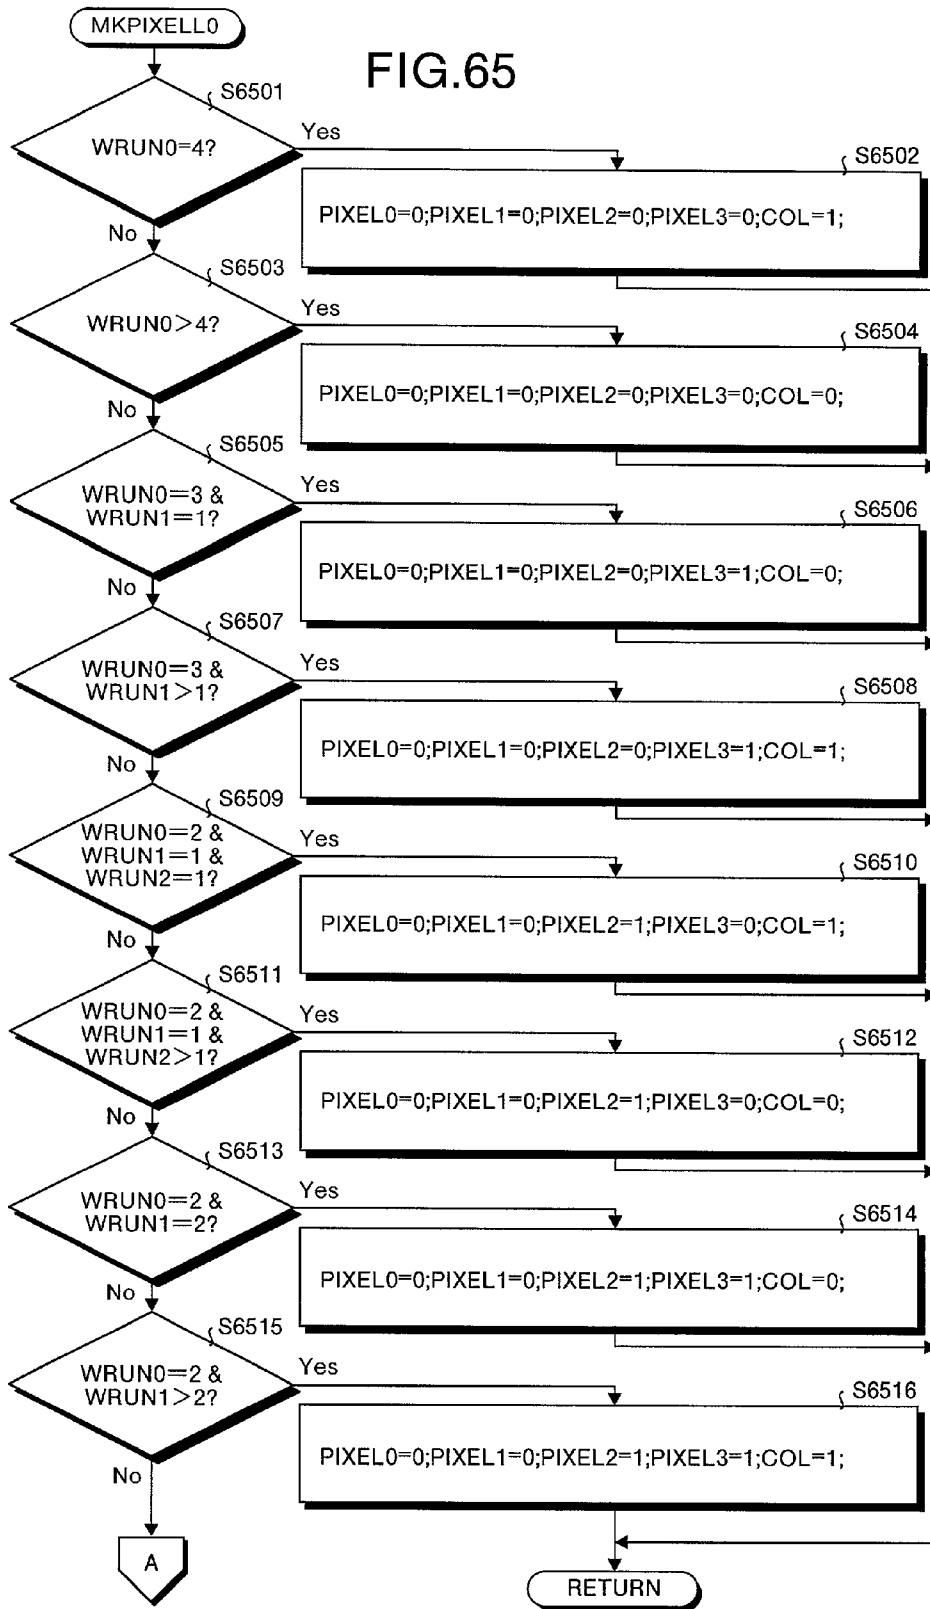 MKPIXELL0
FIG.65
S6501
WRUN0=4?
Yes
No
S6502
PIXEL0=0;PIXEL1=0;PIXEL2=0;PIXEL3=0;COL=1;
S6503
WRUN0>4?
Yes
No
S6504
PIXEL0=0;PIXEL1=0;PIXEL2=0;PIXEL3=0;COL=0;
S6505
WRUN0=3 &
WRUN1=1?
Yes
No
S6506
PIXEL0=0;PIXEL1=0;PIXEL2=0;PIXEL3=1;COL=0;
S6507
WRUN0=3 &
WRUN1>1?
Yes
No
S6508
PIXEL0=0;PIXEL1=0;PIXEL2=0;PIXEL3=1;COL=1;
S6509
WRUN0=2 &
WRUN1=1 &
WRUN2=1?
Yes
No
S6510
PIXEL0=0;PIXEL1=0;PIXEL2=1;PIXEL3=0;COL=1;
S6511
WRUN0=2 &
WRUN1=1 &
WRUN2>1?
Yes
No
S6512
PIXEL0=0;PIXEL1=0;PIXEL2=1;PIXEL3=0;COL=0;
S6513
WRUN0=2 &
WRUN1=2?
Yes
No
S6514
PIXEL0=0;PIXEL1=0;PIXEL2=1;PIXEL3=1;COL=0;
S6515
WRUN0=2 &
WRUN1>2?
Yes
No
S6516
PIXEL0=0;PIXEL1=0;PIXEL2=1;PIXEL3=1;COL=1;
A
RETURN